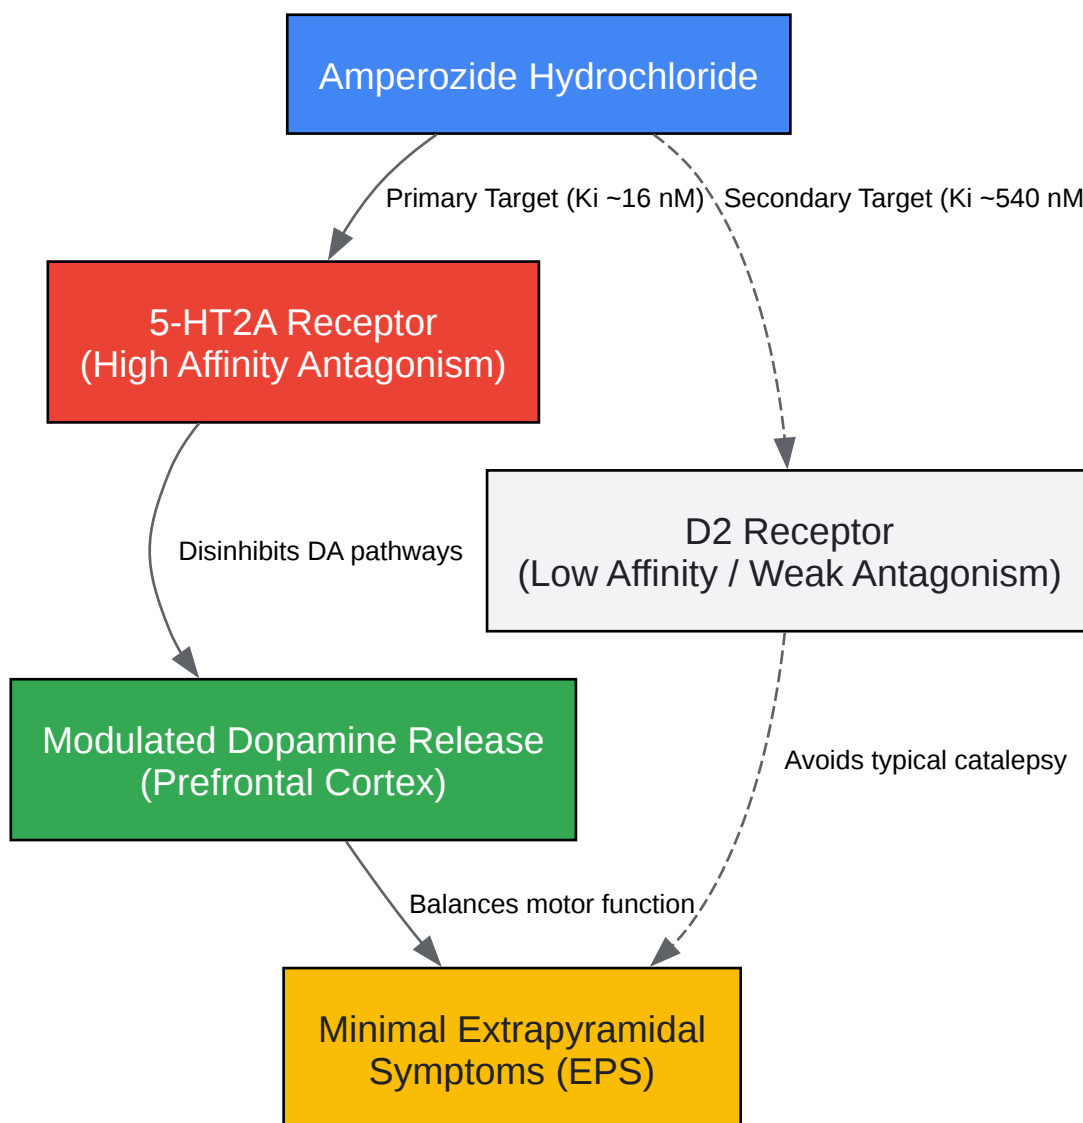 Amperozide Hydrochloride
Primary Target (Ki ~16 nM)
Secondary Target (Ki ~540 nM
5-HT2A Receptor
(High Affinity Antagonism)
D2 Receptor
(Low Affinity / Weak Antagonism)
Disinhibits DA pathways
Modulated Dopamine Release
(Prefrontal Cortex)
Avoids typical catalepsy
Balances motor function
Minimal Extrapyramidal
Symptoms (EPS)